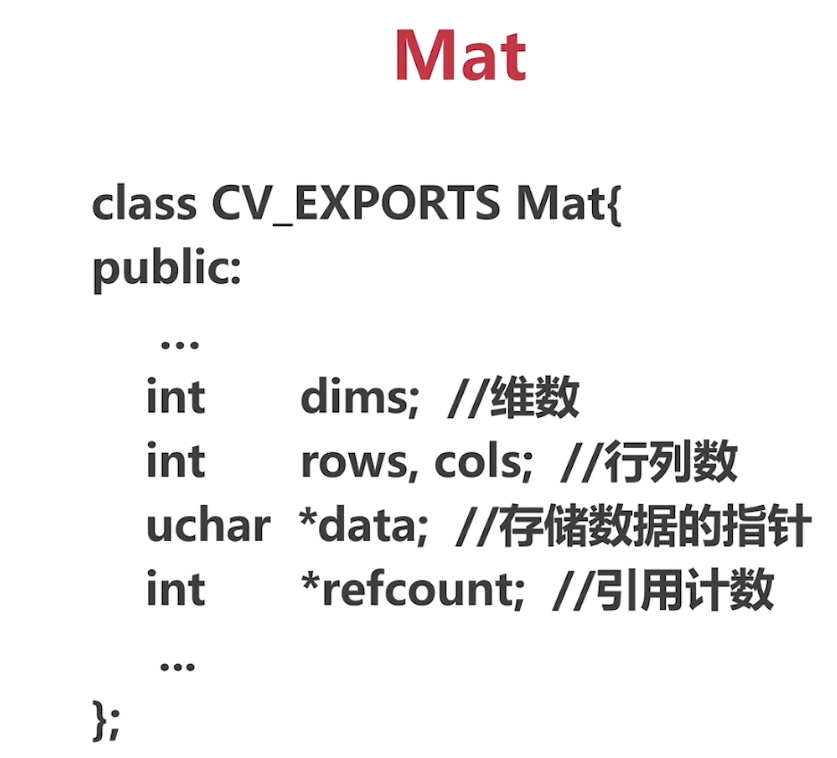 Mat
class CV_EXPORTS Mat{
public:
...
int dims; //维数
int rows, cols; //行列数
uchar *data; //存储数据的指针
int *refcount; //引用计数
...
};